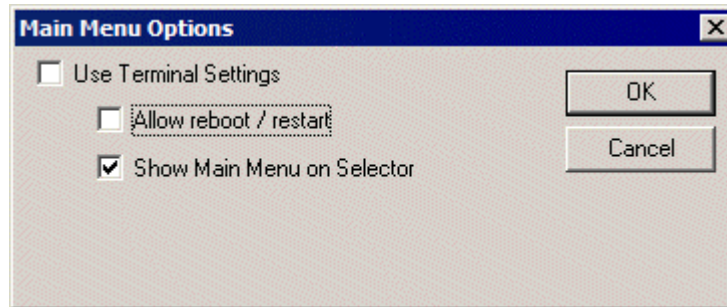 Main Menu Options
Use Terminal Settings
OK
Allow reboot / restart
Cancel
Show Main Menu on Selector